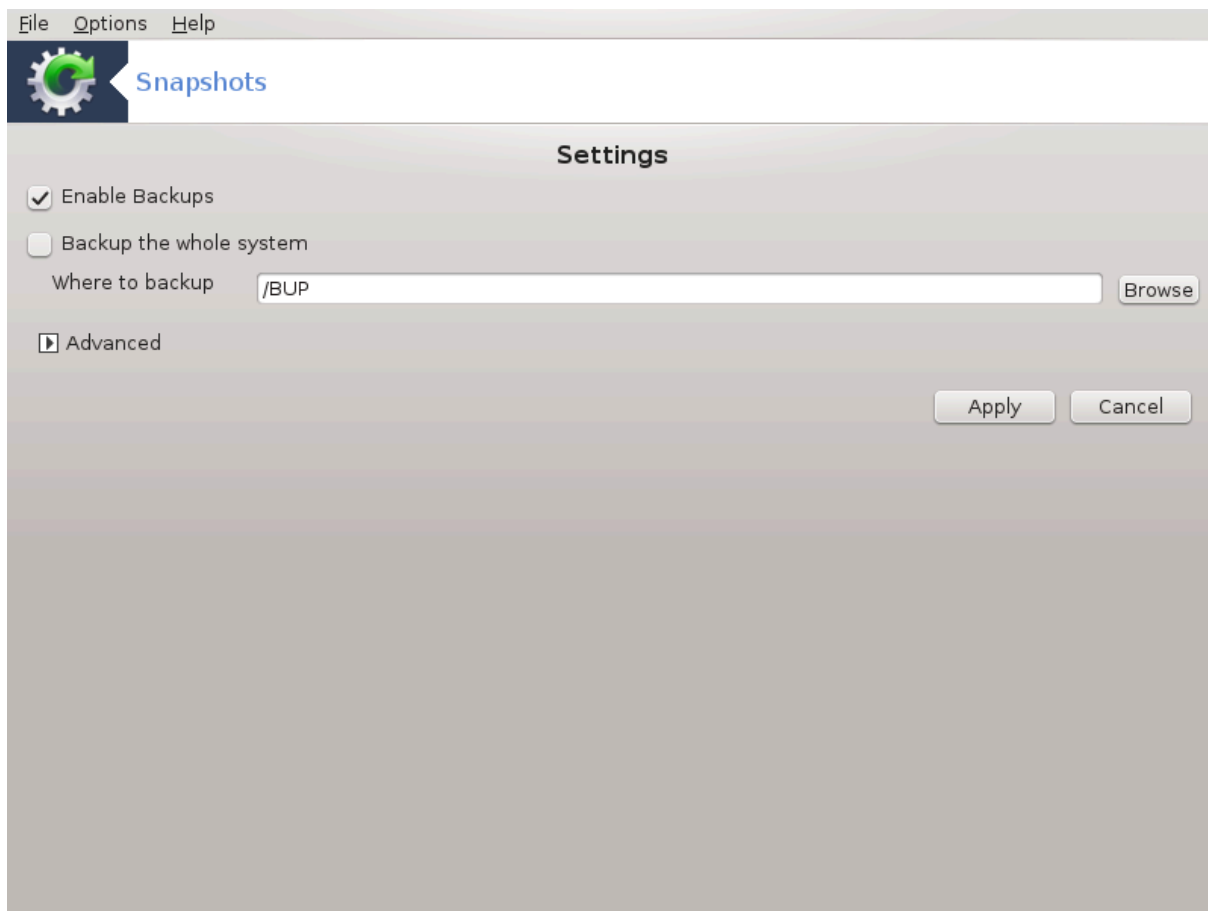 File Options Help
Snapshots
Settings
Enable Backups
Backup the whole system
Where to backup /BUP Browse
Advanced
Apply Cancel